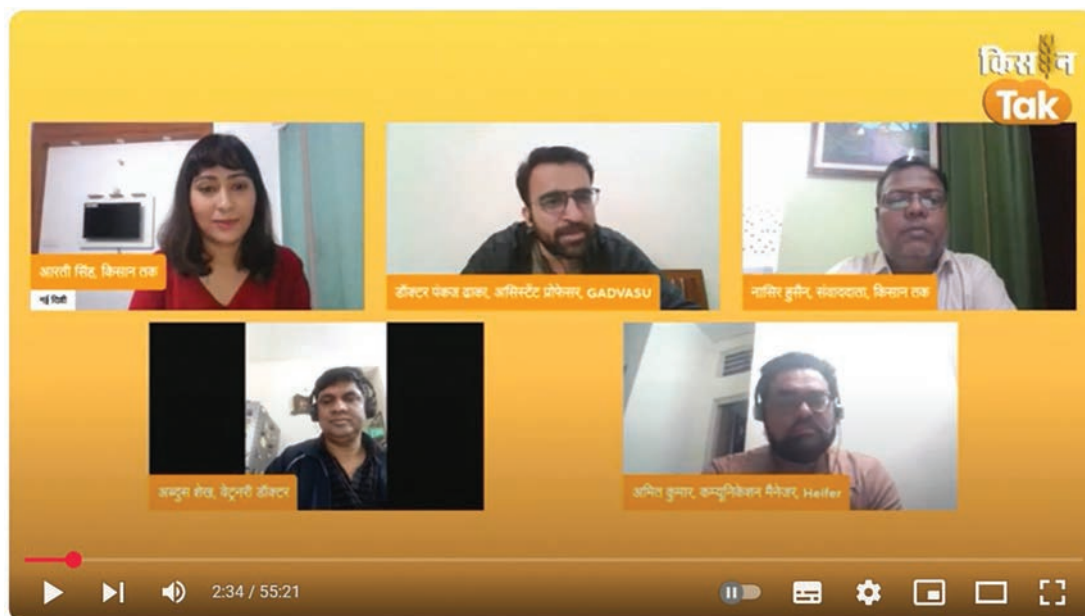 किसान
Tak
आरती सिंह, किसान तक
नई दिल्ली
डॉक्टर पंकज ढाका, असिस्टेंट प्रोफेसर, GADVASU
नासिर हुसैन, संवाददाता, किसान तक
अब्दुस शेख, वेट्रनरी डॉक्टर
अमित कुमार, कम्युनिकेशन मैनेजर, Heifer
2:34 / 55:21